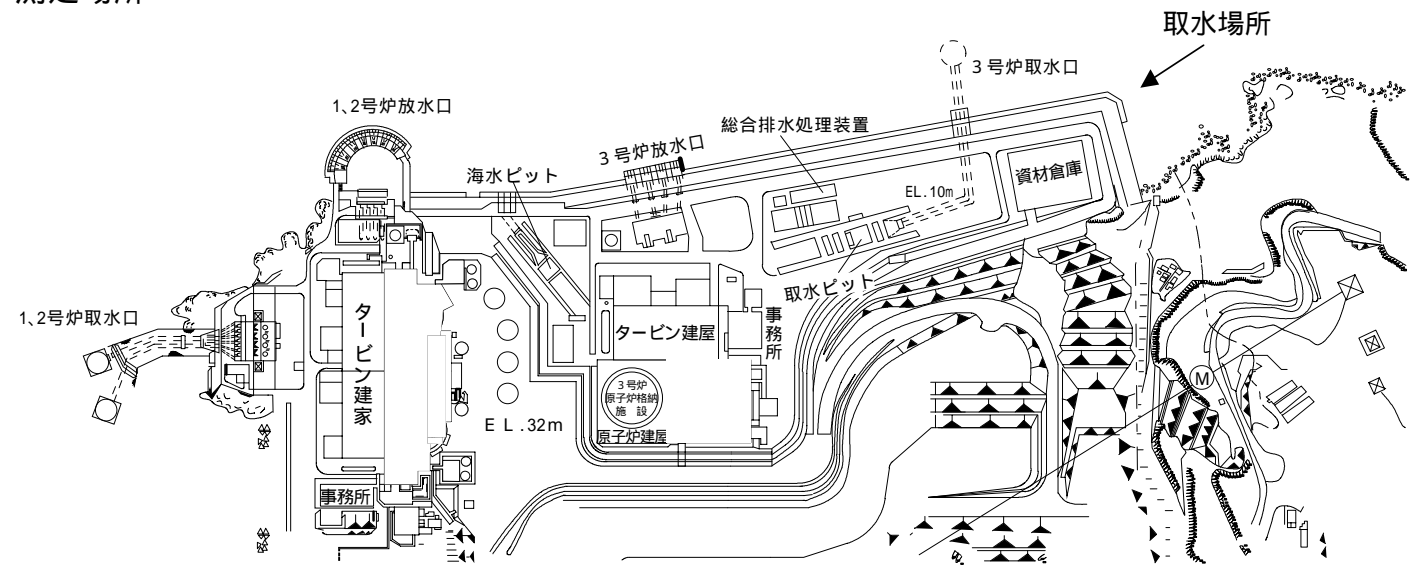 取水場所
3号炉取水口
1、2号炉放水口
総合排水処理装置
3号炉放水口
海水ピット
資材倉庫
EL.10m
取水ピット
1、2号炉取水口
タービン建家
タービン建屋
事務所
3号炉
原子炉格納
施設
原子炉建屋
EL.32m
M
事務所